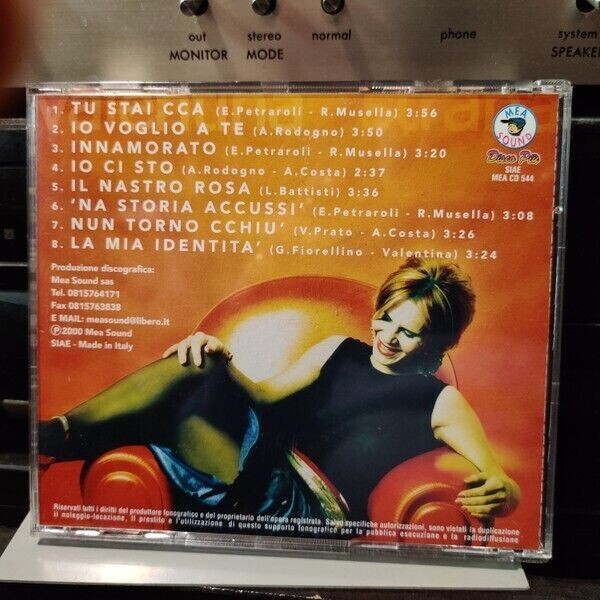 out
MONITOR
stereo
MODE
normal
phone
system
SPEAKE
1. TU STAI CCA (E.Petraroli - R.Musella) 3:56
2. IO VOGLIO A TE (A.Rodogno) 3:50
3. INNAMORATO (E.Petraroli - R.Musella) 3:20
4. IO CI STO (A.Rodogno - A.Costa) 2:37
5. IL NASTRO ROSA (L.Battisti) 3:36
6. 'NA STORIA ACCUSSI' (E.Petraroli - R.Musella) 3:08
7. NUN TORNO CCHIU' (V.Prato - A.Costa) 3:26
8. LA MIA IDENTITA' (G.Fiorellino - Valentina) 3:24
MEA
SOUND
Disco Più
SIAE
MEA CD 544
Produzione discografica:
Mea Sound sas
Tel. 0815764171
Fax 0815763838
E MAIL: measound@libero.it
Ⓟ2000 Mea Sound
SIAE - Made in Italy
Riservati tutti i diritti del produttore fonografico e del proprietario dell'opera registrata. Salvo specifiche autorizzazioni, sono vietati la duplicazione
il noleggio-locazione, il prestito e l'utilizzazione di questo supporto fonografico per la pubblica esecuzione e la radiodiffusione